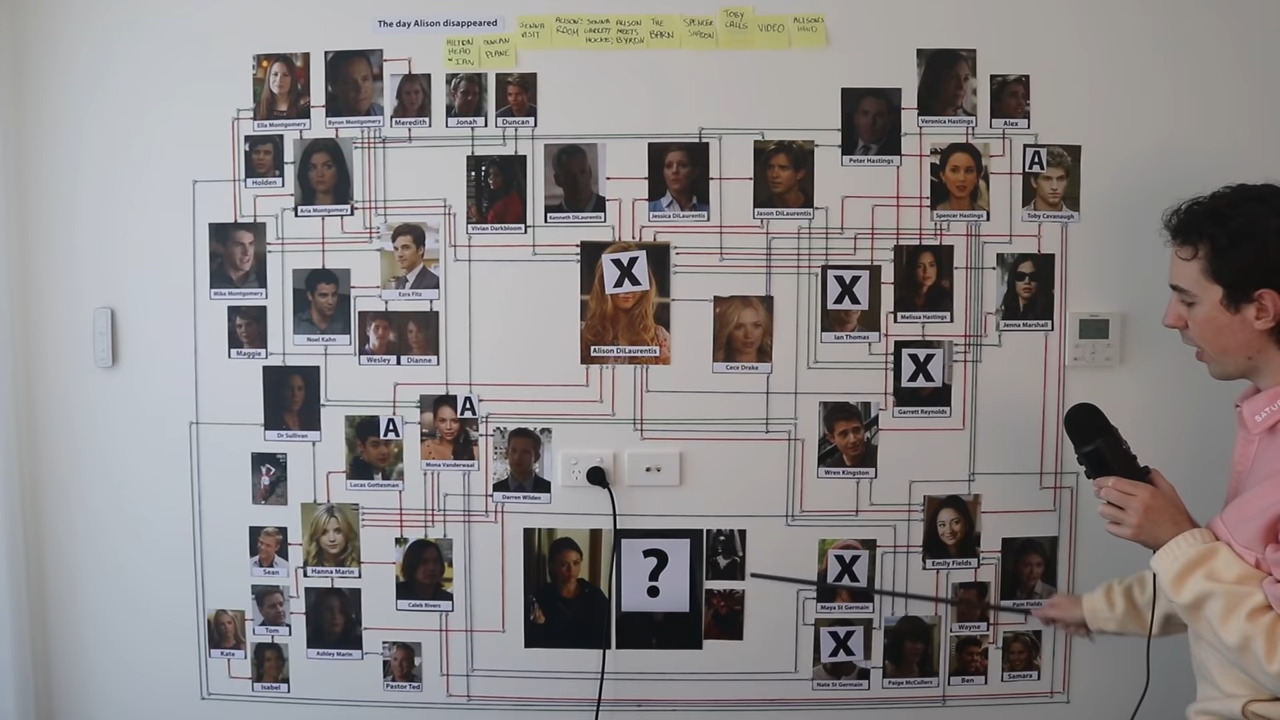 The day Alison disappeared
JENNA
VISIT
ALISON'S
ROOM
JENNA
GARRETT
HOCKEY
ALISON
MEETS
BYRON
THE
BARN
SPENCER
TOBY
CALLS
VIDEO
ALISON'S
HILTON
HEAD
IAN
DUNCAN
PLANE
Ella Montgomery
Byron Montgomery
Meredith
Jonah
Duncan
Veronica Hastings
Alex
Peter Hastings
Holden
Aria Montgomery
Vivian Darkbloom
Kenneth DiLaurentis
Jessica DiLaurentis
Jason DiLaurentis
Spencer Hastings
A
Toby Cavanaugh
Mike Montgomery
Ezra Fitz
Noel Kahn
Maggie
Wesley
Dianne
X
Alison DiLaurentis
Cece Drake
X
Ian Thomas
Melissa Hastings
Jenna Marshall
X
Garrett Reynolds
Dr Sullivan
A
Lucas Gottesman
A
Mona Vanderwaal
Darren Wilden
Wren Kingston
Sean
Hanna Marin
Caleb Rivers
Tom
Kate
Isabel
Ashley Marin
Pastor Ted
?
X
Maya St Germain
X
Nate St Germain
Emily Fields
Pam Fields
Wayne
Paige McCullers
Ben
Samara
SATU